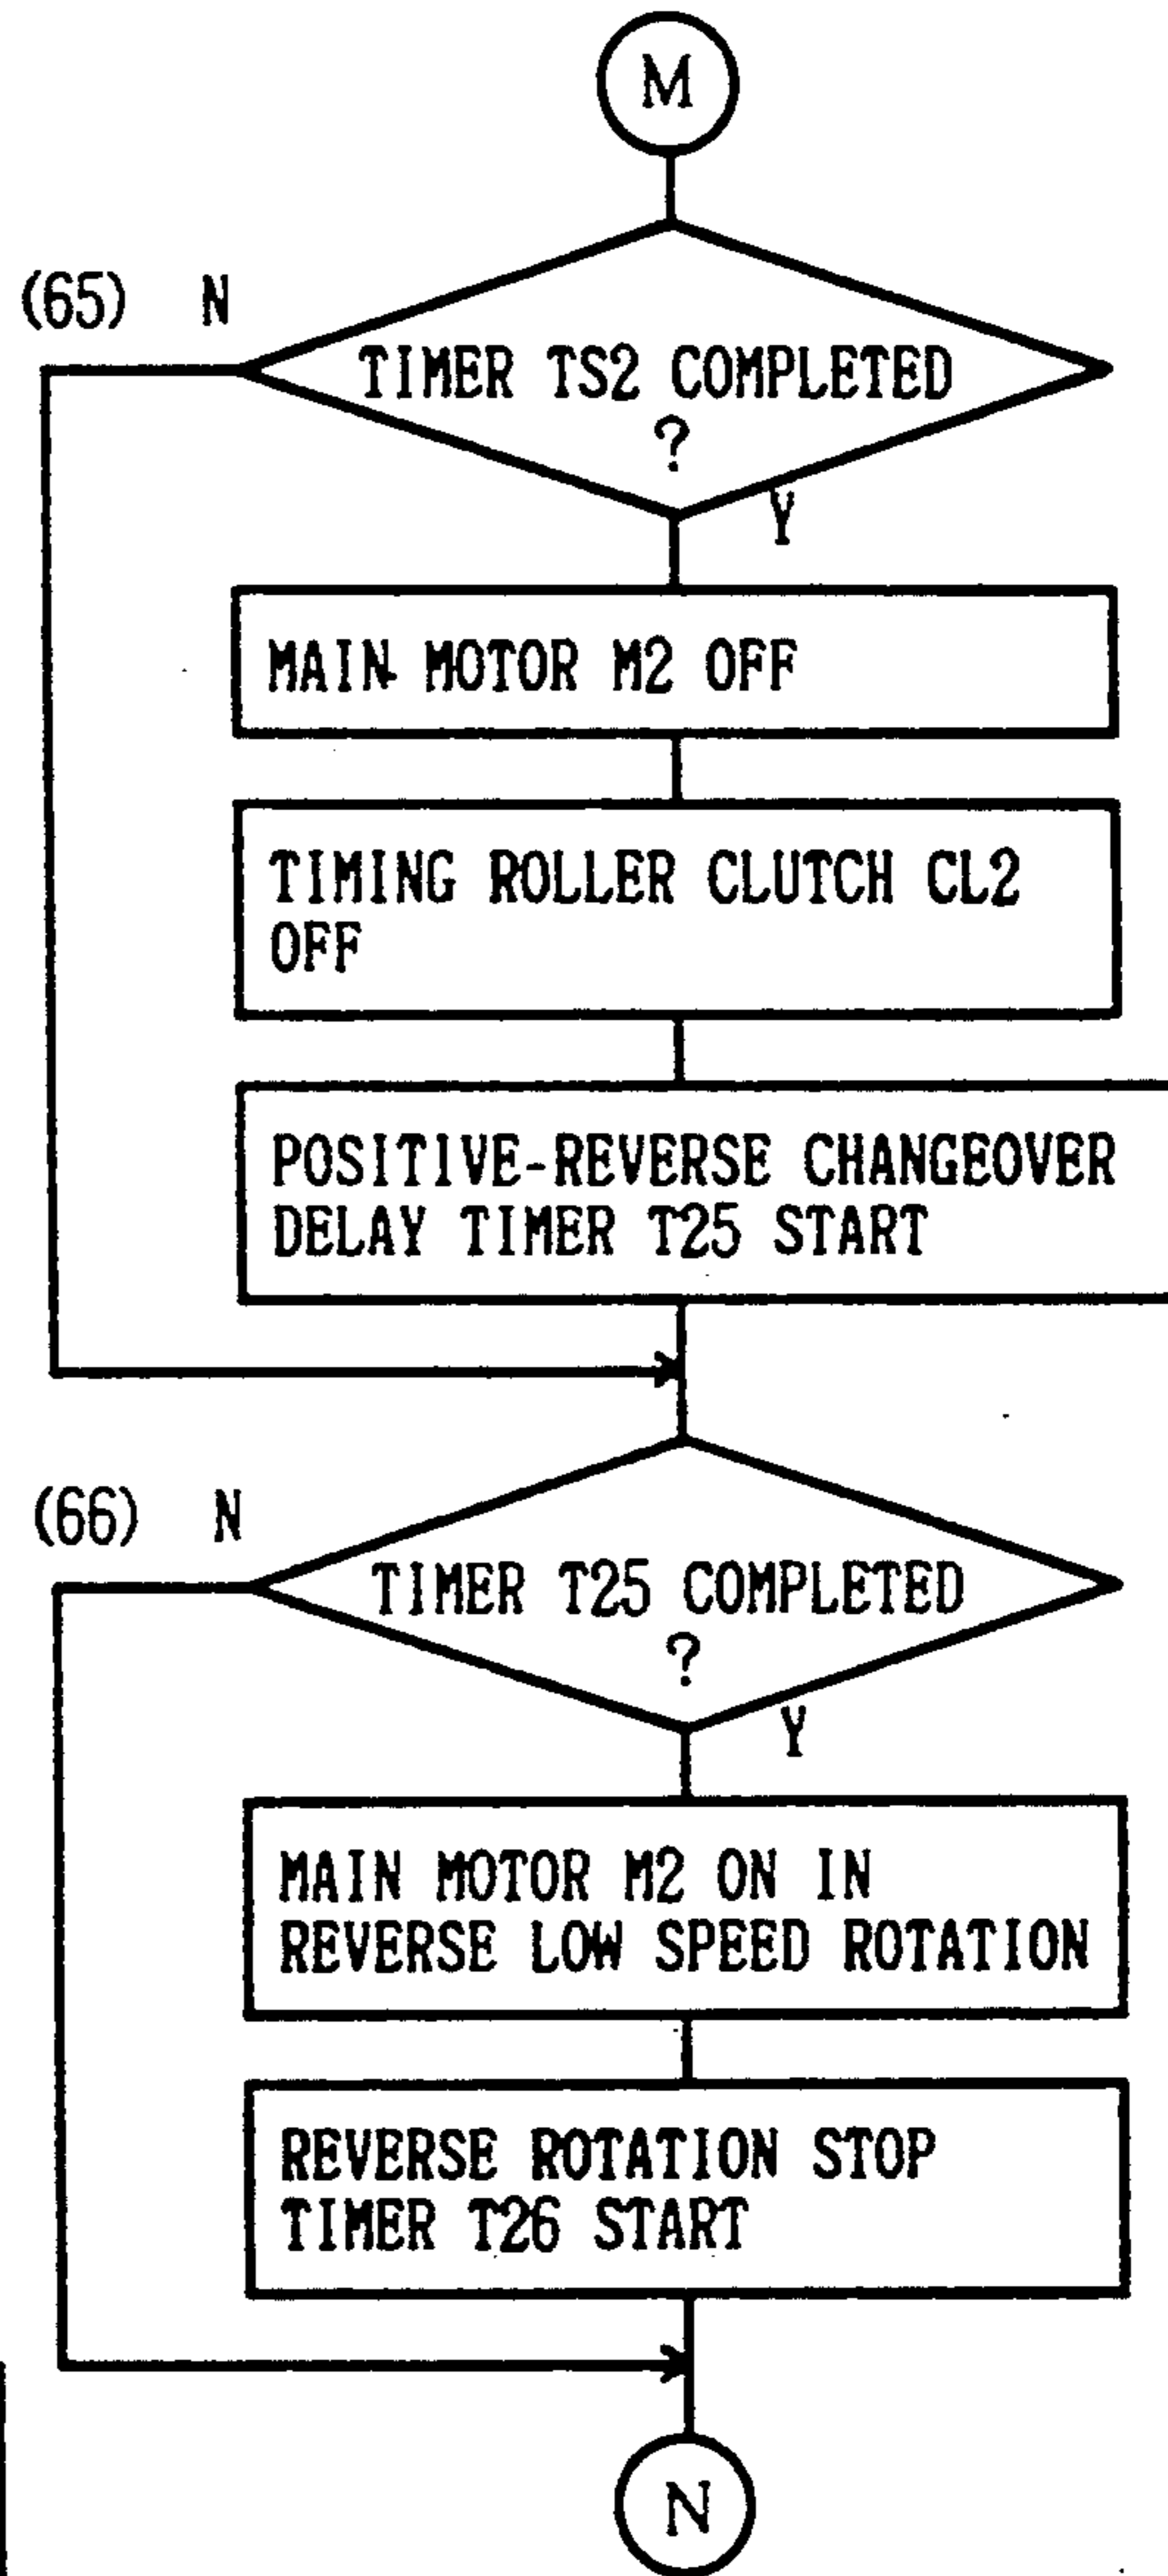 M
(65) N
TIMER TS2 COMPLETED
?
Y
MAIN MOTOR M2 OFF
TIMING ROLLER CLUTCH CL2
OFF
POSITIVE-REVERSE CHANGEOVER
DELAY TIMER T25 START
(66) N
TIMER T25 COMPLETED
?
Y
MAIN MOTOR M2 ON IN
REVERSE LOW SPEED ROTATION
REVERSE ROTATION STOP
TIMER T26 START
N